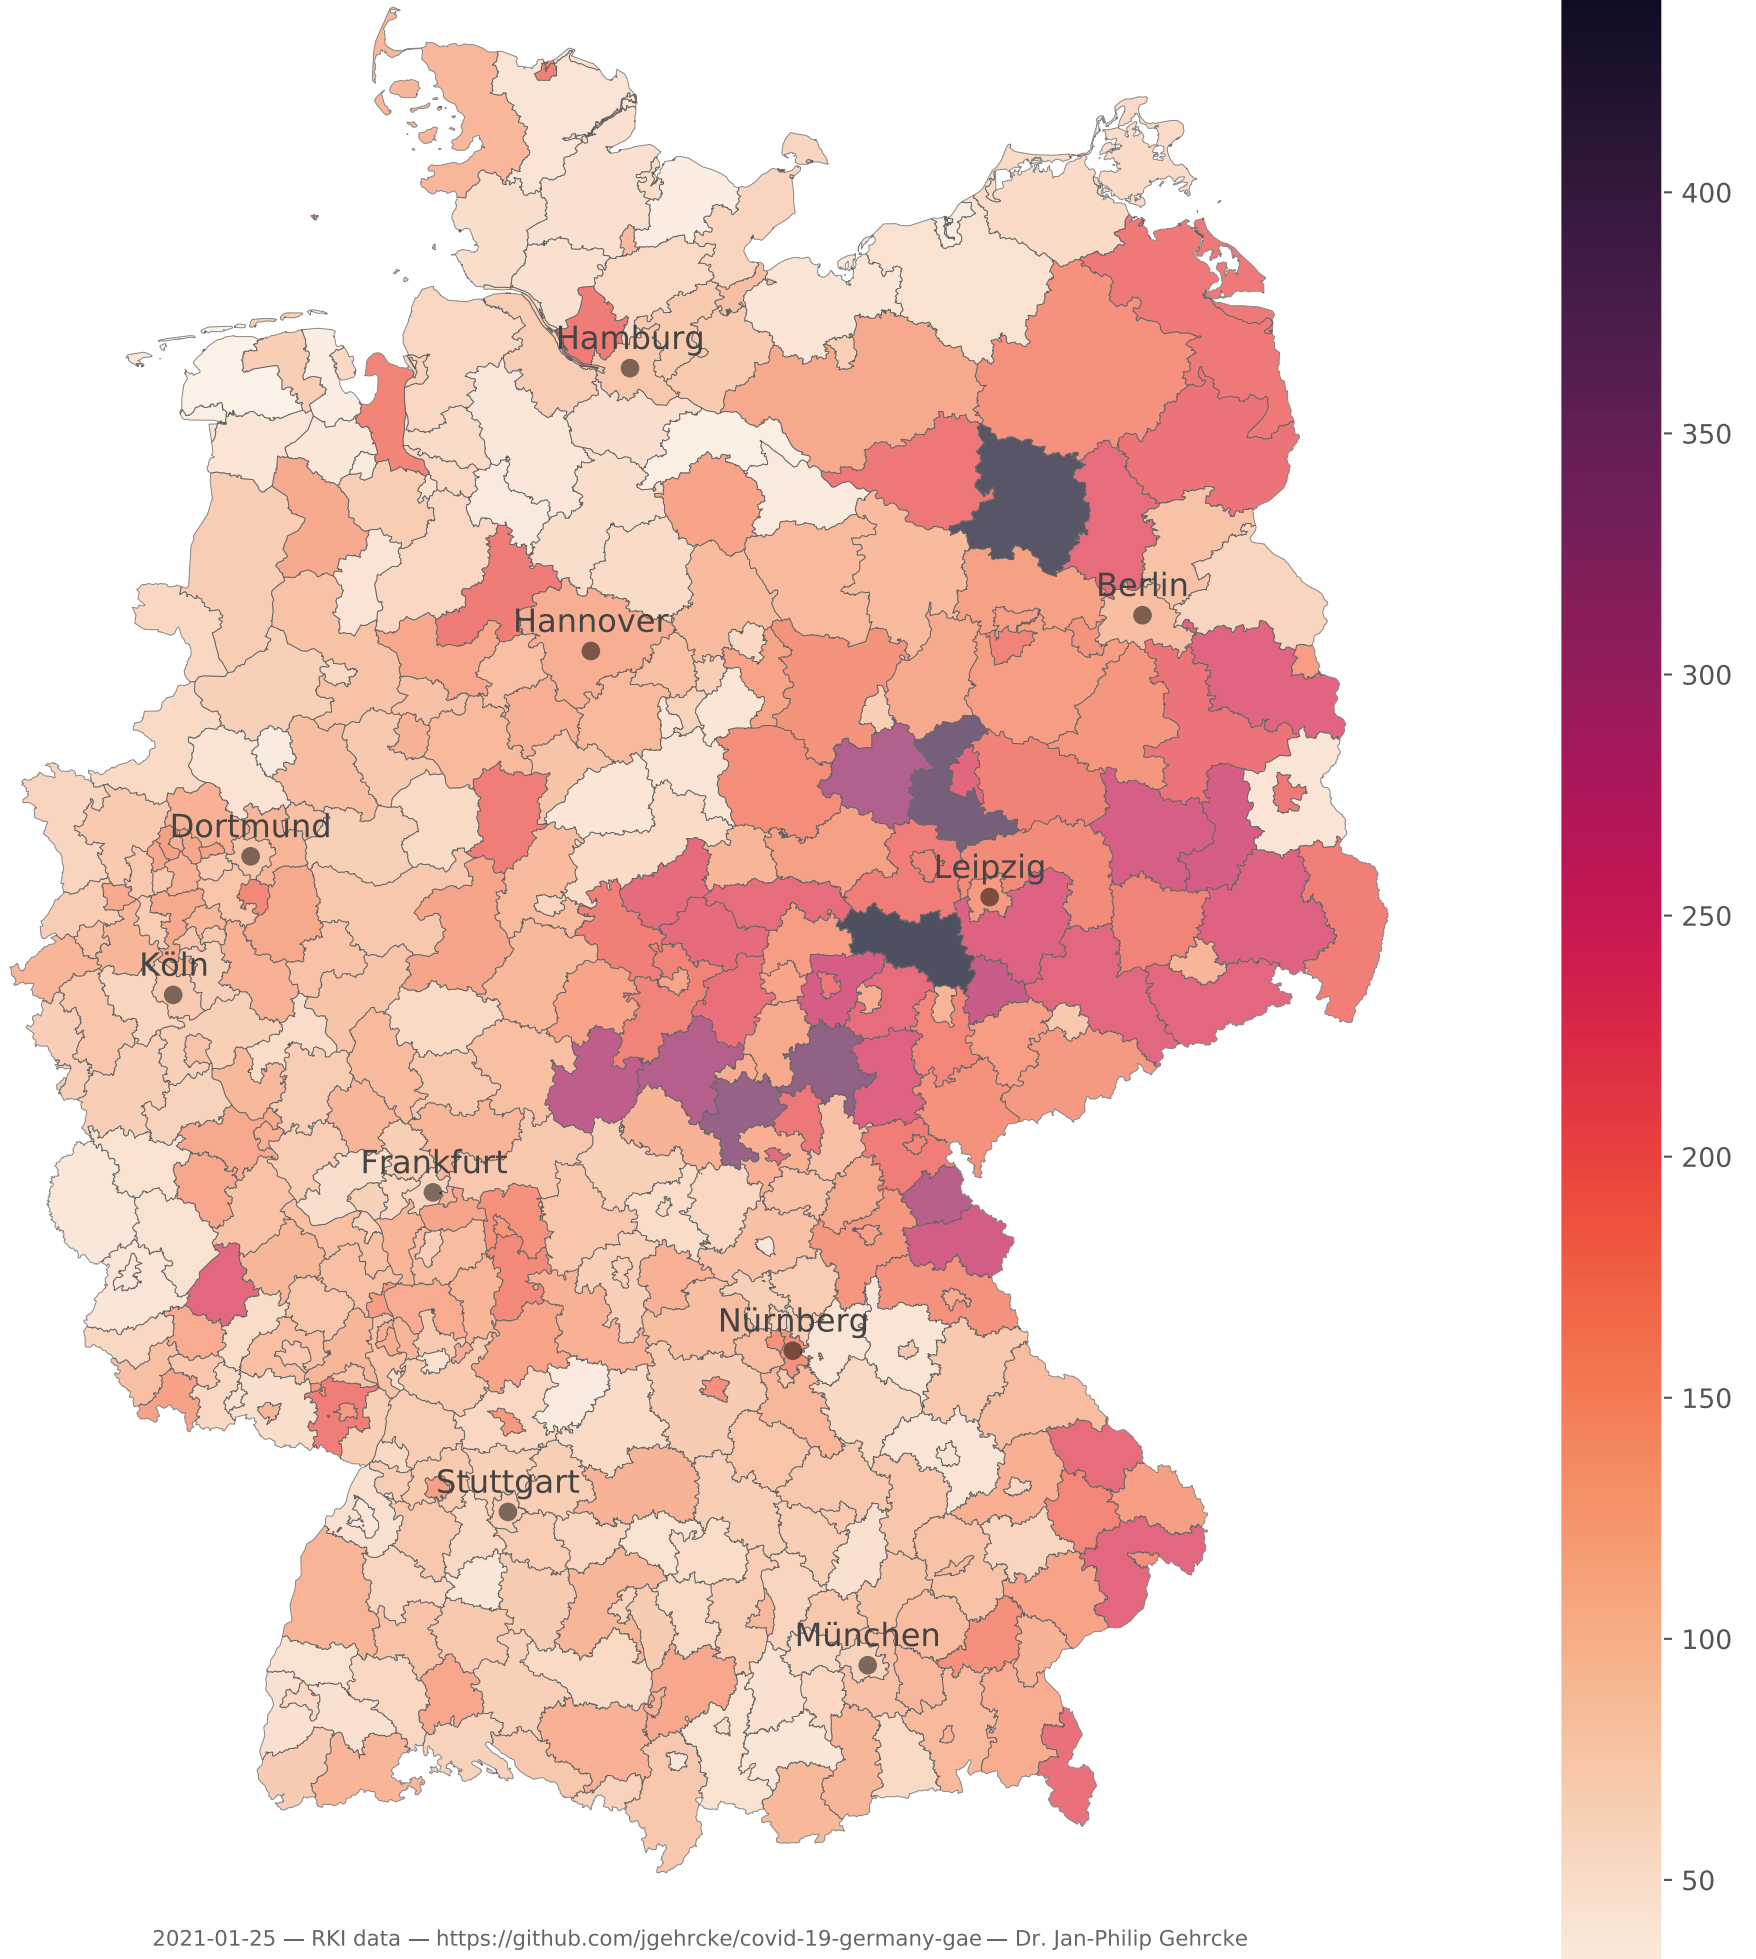 Hamburg
Hannover
Berlin
Dortmund
Leipzig
Köln
Frankfurt
Nürnberg
Stuttgart
München
400
350
300
250
200
150
100
50
2021-01-25 — RKI data — https://github.com/jgehrcke/covid-19-germany-gae — Dr. Jan-Philip Gehrcke